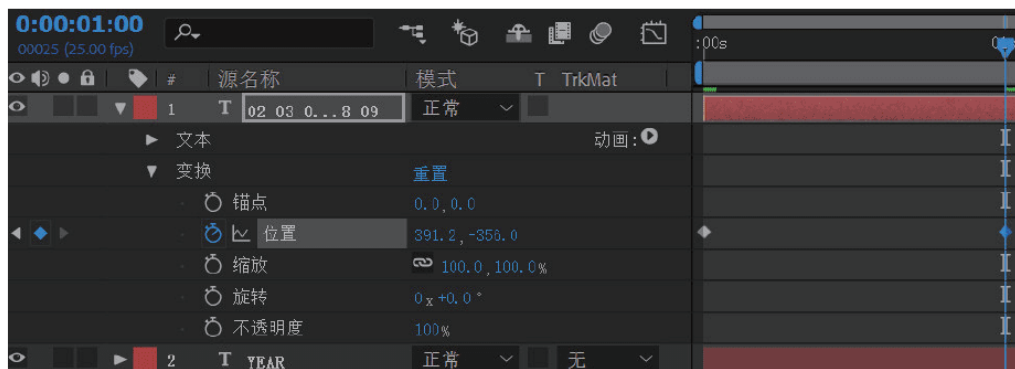 0:00:01:00
00025 (25.00 fps)
:00s
# 源名称 模式 T TrkMat
1 T 02 03 0...8 09 正常
文本 动画:
变换 重置
锚点 0.0,0.0
位置 391.2,-356.0
缩放 100.0,100.0%
旋转 0x+0.0°
不透明度 100%
2 T YEAR 正常 无